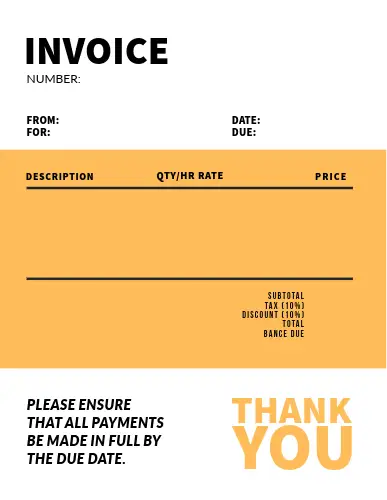 INVOICE
NUMBER:
FROM: DATE:
FOR: DUE:
DESCRIPTION QTY/HR RATE PRICE
SUBTOTAL
TAX (10%)
DISCOUNT (10%)
TOTAL
BANCE DUE
PLEASE ENSURE
THAT ALL PAYMENTS
BE MADE IN FULL BY
THE DUE DATE.
THANK
YOU